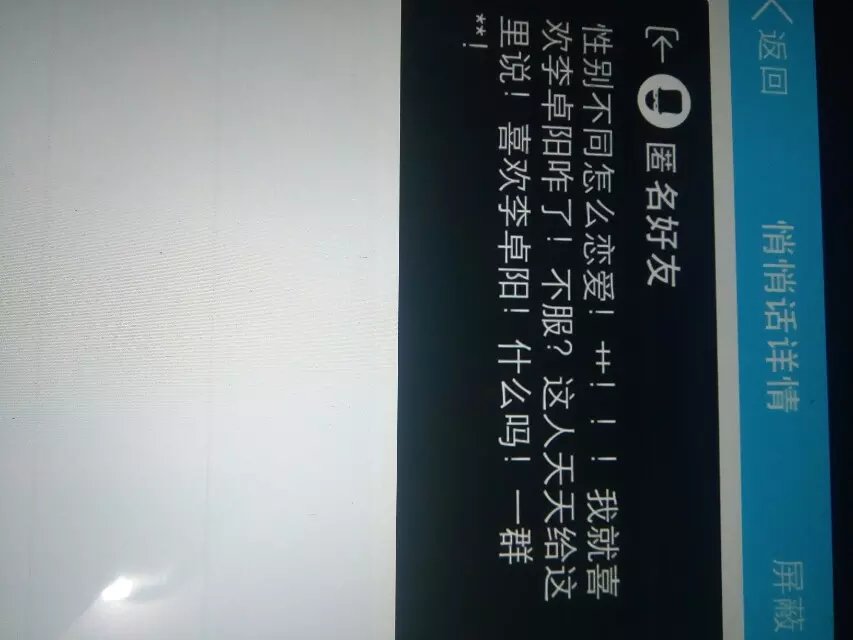 返回 悄悄话详情 屏蔽
匿名好友
性别不同怎么恋爱！艹！！！我就喜
欢李卓阳咋了！不服？这人天天给这
里说！喜欢李卓阳！什么吗！一群
**！